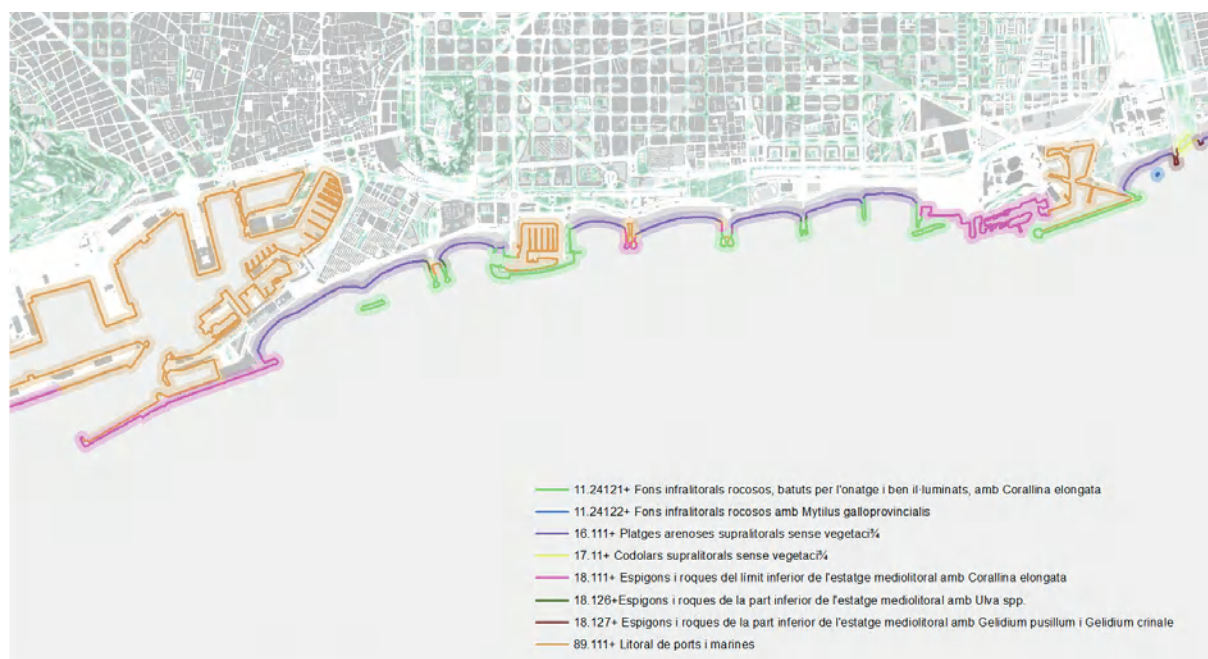 11.24121+ Fons infralitorals rocosos, batuts per l'onatge i ben il·luminats, amb Corallina elongata
11.24122+ Fons infralitorals rocosos amb Mytilus galloprovincialis
16.111+ Platges arenoses supralitorals sense vegetaci¾
17.11+ Codolars supralitorals sense vegetaci¾
18.111+ Espigons i roques del límit inferior de l'estatge mediolitoral amb Corallina elongata
18.126+Espigons i roques de la part inferior de l'estatge mediolitoral amb Ulva spp.
18.127+ Espigons i roques de la part inferior de l'estatge mediolitoral amb Gelidium pusillum i Gelidium crinale
89.111+ Litoral de ports i marines